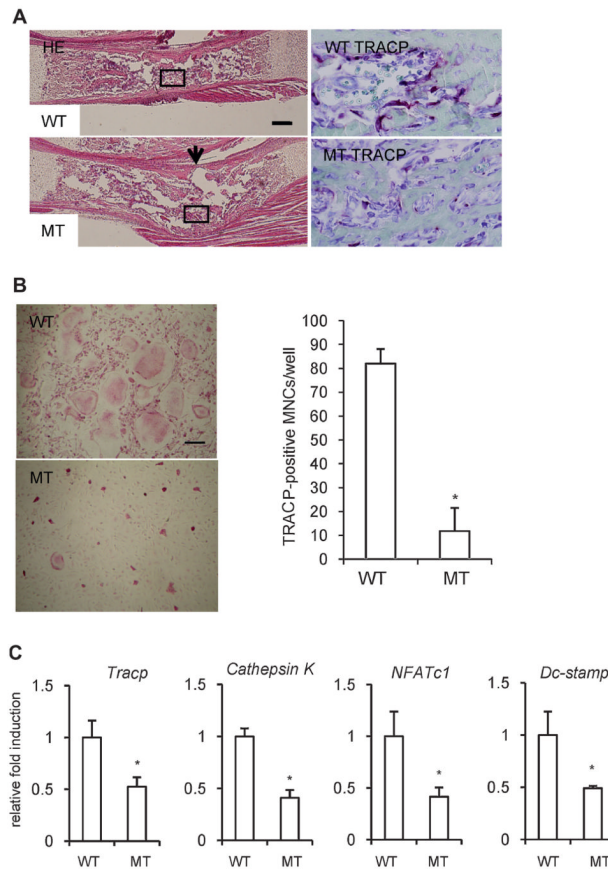 A
HE
WT
MT
WT TRACP
MT TRACP
B
WT
MT
TRACP-positive MNCs/well
100
90
80
70
60
50
40
30
20
10
0
*
WT MT
C
relative fold induction
Tracp
1.5
1
0.5
0
*
WT MT
Cathepsin K
1.5
1
0.5
0
*
WT MT
NFATc1
1.5
1
0.5
0
*
WT MT
Dc-stamp
1.5
1
0.5
0
*
WT MT